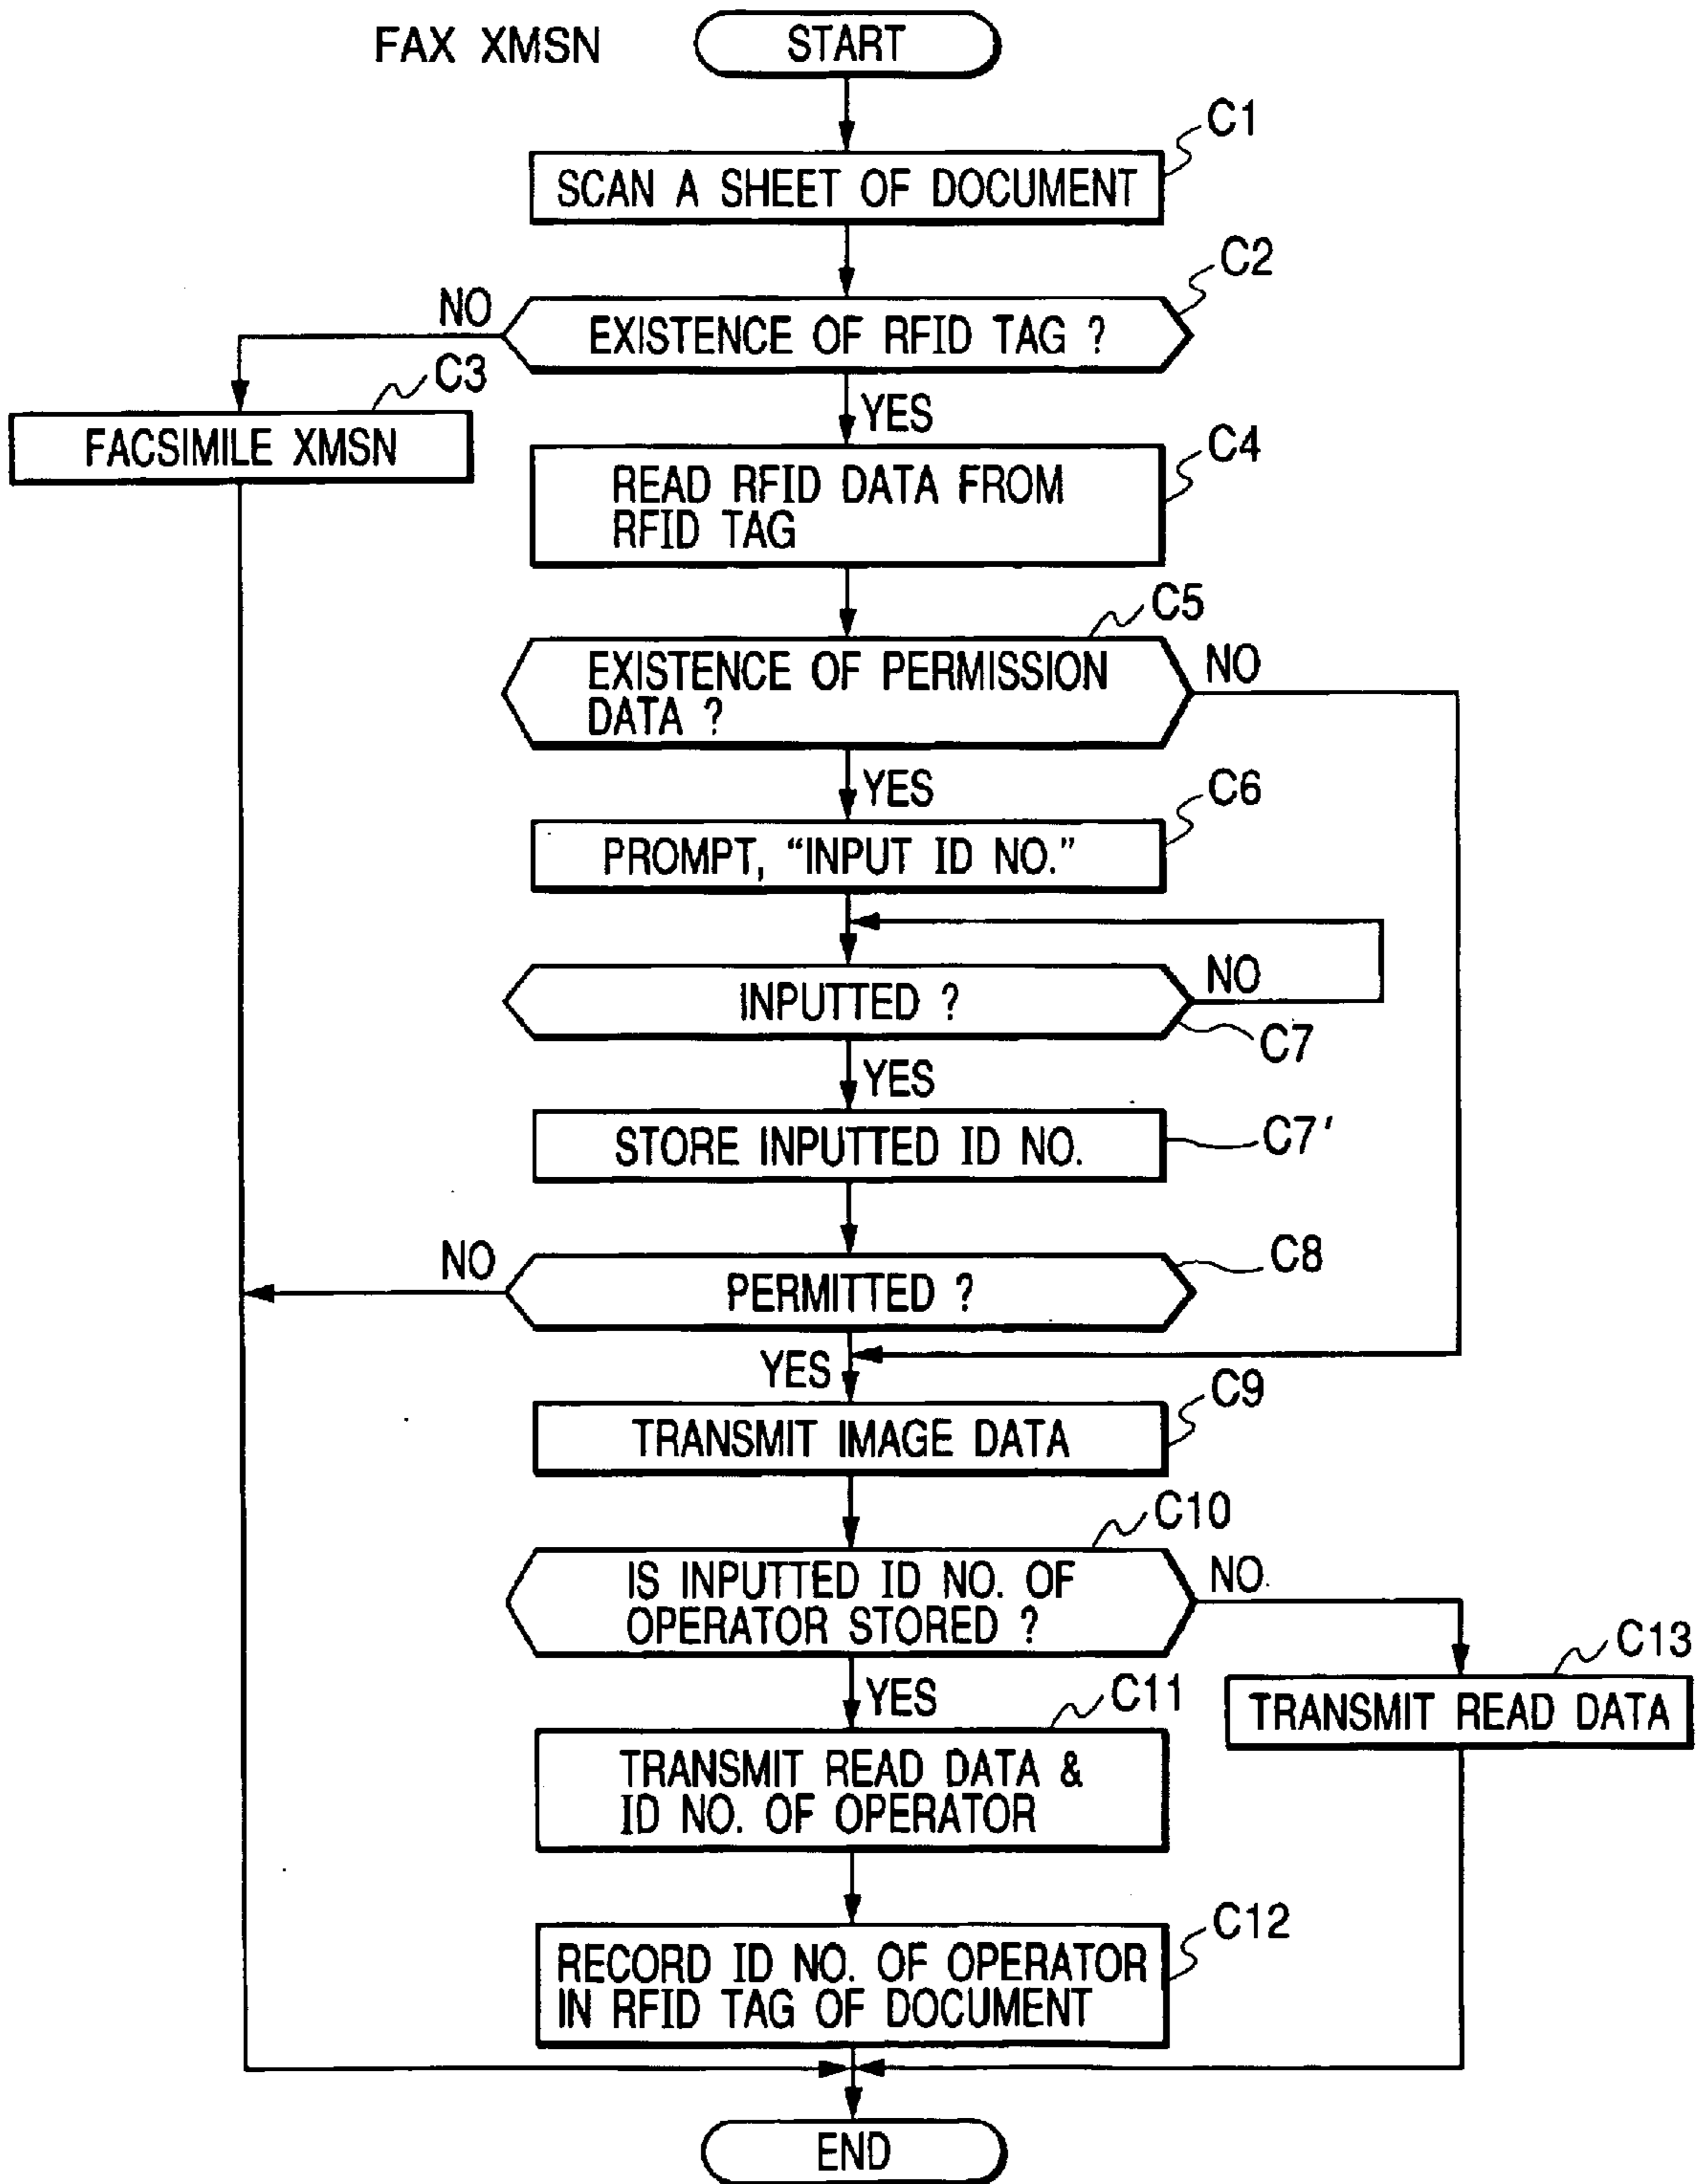 FAX XMSN
START
C1
SCAN A SHEET OF DOCUMENT
C2
NO
EXISTENCE OF RFID TAG ?
C3
YES
FACSIMILE XMSN
C4
READ RFID DATA FROM
RFID TAG
C5
EXISTENCE OF PERMISSION
DATA ?
NO
YES
C6
PROMPT, “INPUT ID NO.”
INPUTTED ?
NO
C7
YES
STORE INPUTTED ID NO.
C7'
NO
PERMITTED ?
C8
YES
C9
TRANSMIT IMAGE DATA
C10
IS INPUTTED ID NO. OF
OPERATOR STORED ?
NO
C13
YES
C11
TRANSMIT READ DATA
TRANSMIT READ DATA &
ID NO. OF OPERATOR
C12
RECORD ID NO. OF OPERATOR
IN RFID TAG OF DOCUMENT
END